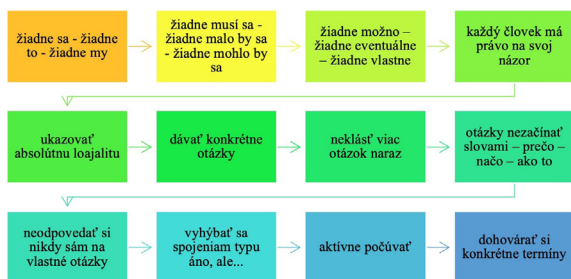 žiadne sa - žiadne
to - žiadne my
žiadne musí sa -
žiadne malo by sa
- žiadne mohlo by
sa
žiadne možno –
žiadne eventuálne
– žiadne vlastne
každý človek má
právo na svoj
názor
ukazovať
absolútnu loajalitu
dávať konkrétne
otázky
neklásť viac
otázok naraz
otázky nezačínať
slovami – prečo –
načo – ako to
neodpovedať si
nikdy sám na
vlastné otázky
vyhýbať sa
spojeniam typu
áno, ale...
aktívne počúvať
dohovárať si
konkrétne termíny